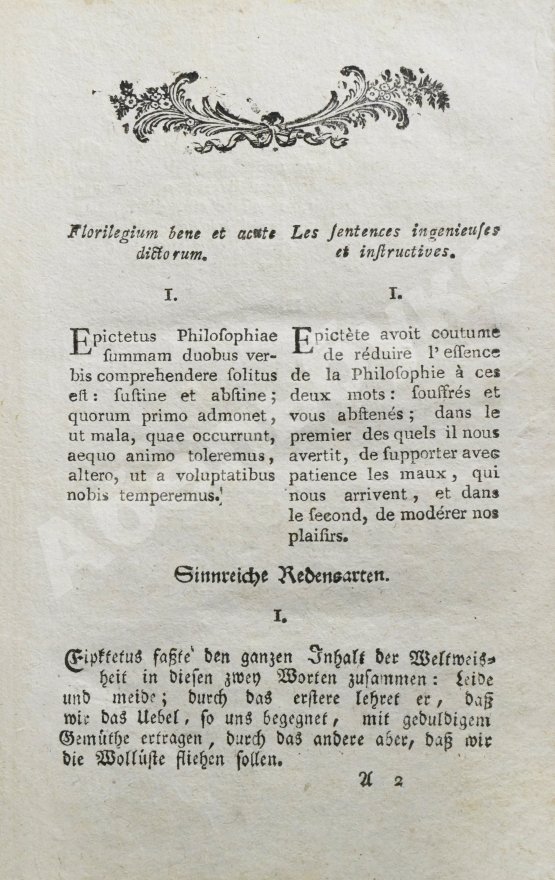 Florilegium bene et acute
dictorum.
I.
Epictetus Philoſophiae
ſummam duobus ver-
bis comprehendere ſolitus
eſt: ſuſtine et abſtine;
quorum primo admonet,
ut mala, quae occurrunt,
aequo animo toleremus,
altero, ut a voluptatibus
nobis temperemus.
Les ſentences ingenieuſes
et inſtructives.
I.
Epictète avoit coutume
de réduire l'eſſence
de la Philoſophie à ces
deux mots: ſouffrés et
vous abſtenés; dans le
premier des quels il nous
avertit, de ſupporter avec
patience les maux, qui
nous arrivent, et dans
le ſecond, de modérer nos
plaiſirs.
Sinnreiche Redensarten.
I.
Eipktetus faßte den ganzen Inhalt der Weltweis-
heit in dieſen zwey Worten zuſammen: Leide
und meide; durch das erſtere lehret er, daß
wir das Uebel, ſo uns begegnet, mit geduldigem
Gemüthe ertragen, durch das andere aber, daß wir
die Wollüſte fliehen ſollen.
A 2